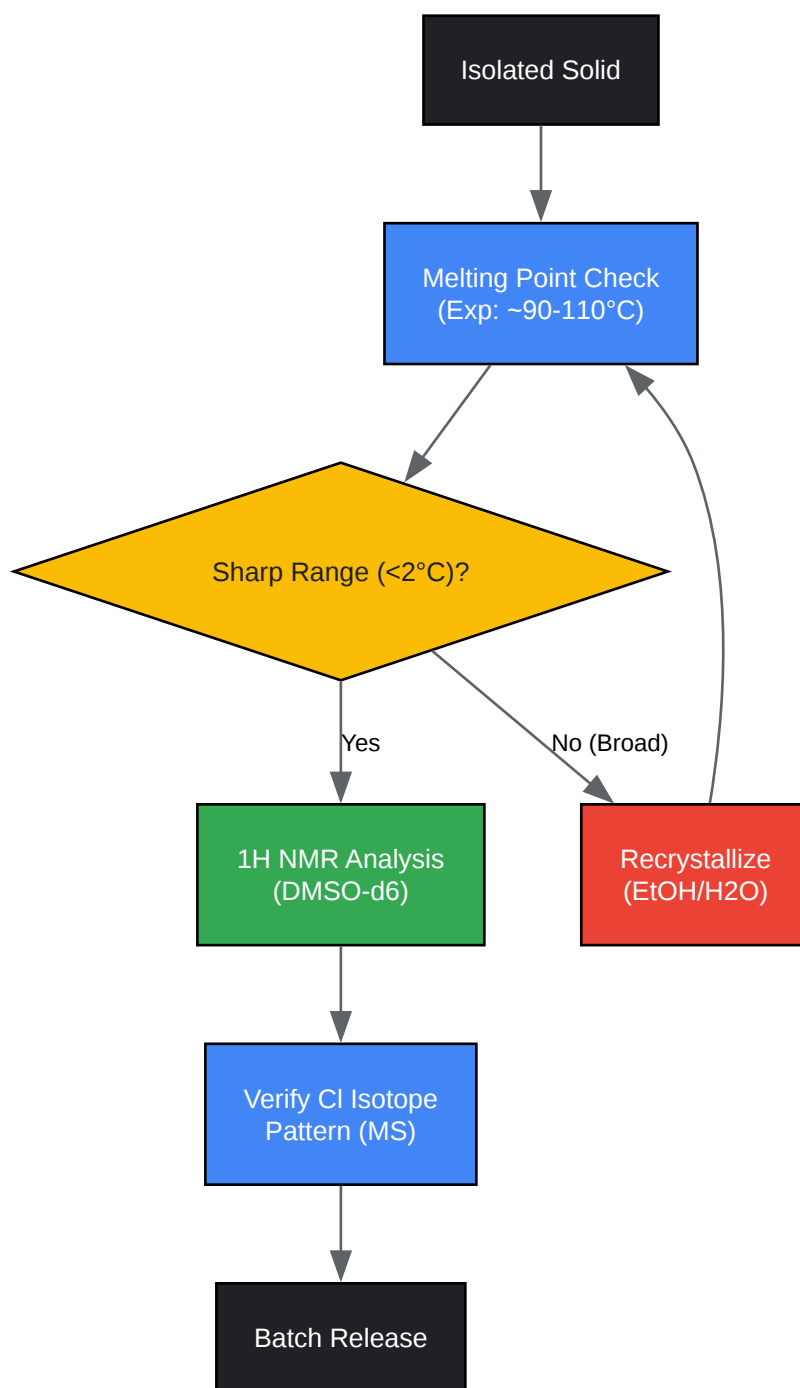 Isolated Solid
Melting Point Check
(Exp: ~90-110°C)
Sharp Range (<2°C)?
Yes
No (Broad)
1H NMR Analysis
(DMSO-d6)
Recrystallize
(EtOH/H2O)
Verify Cl Isotope
Pattern (MS)
Batch Release